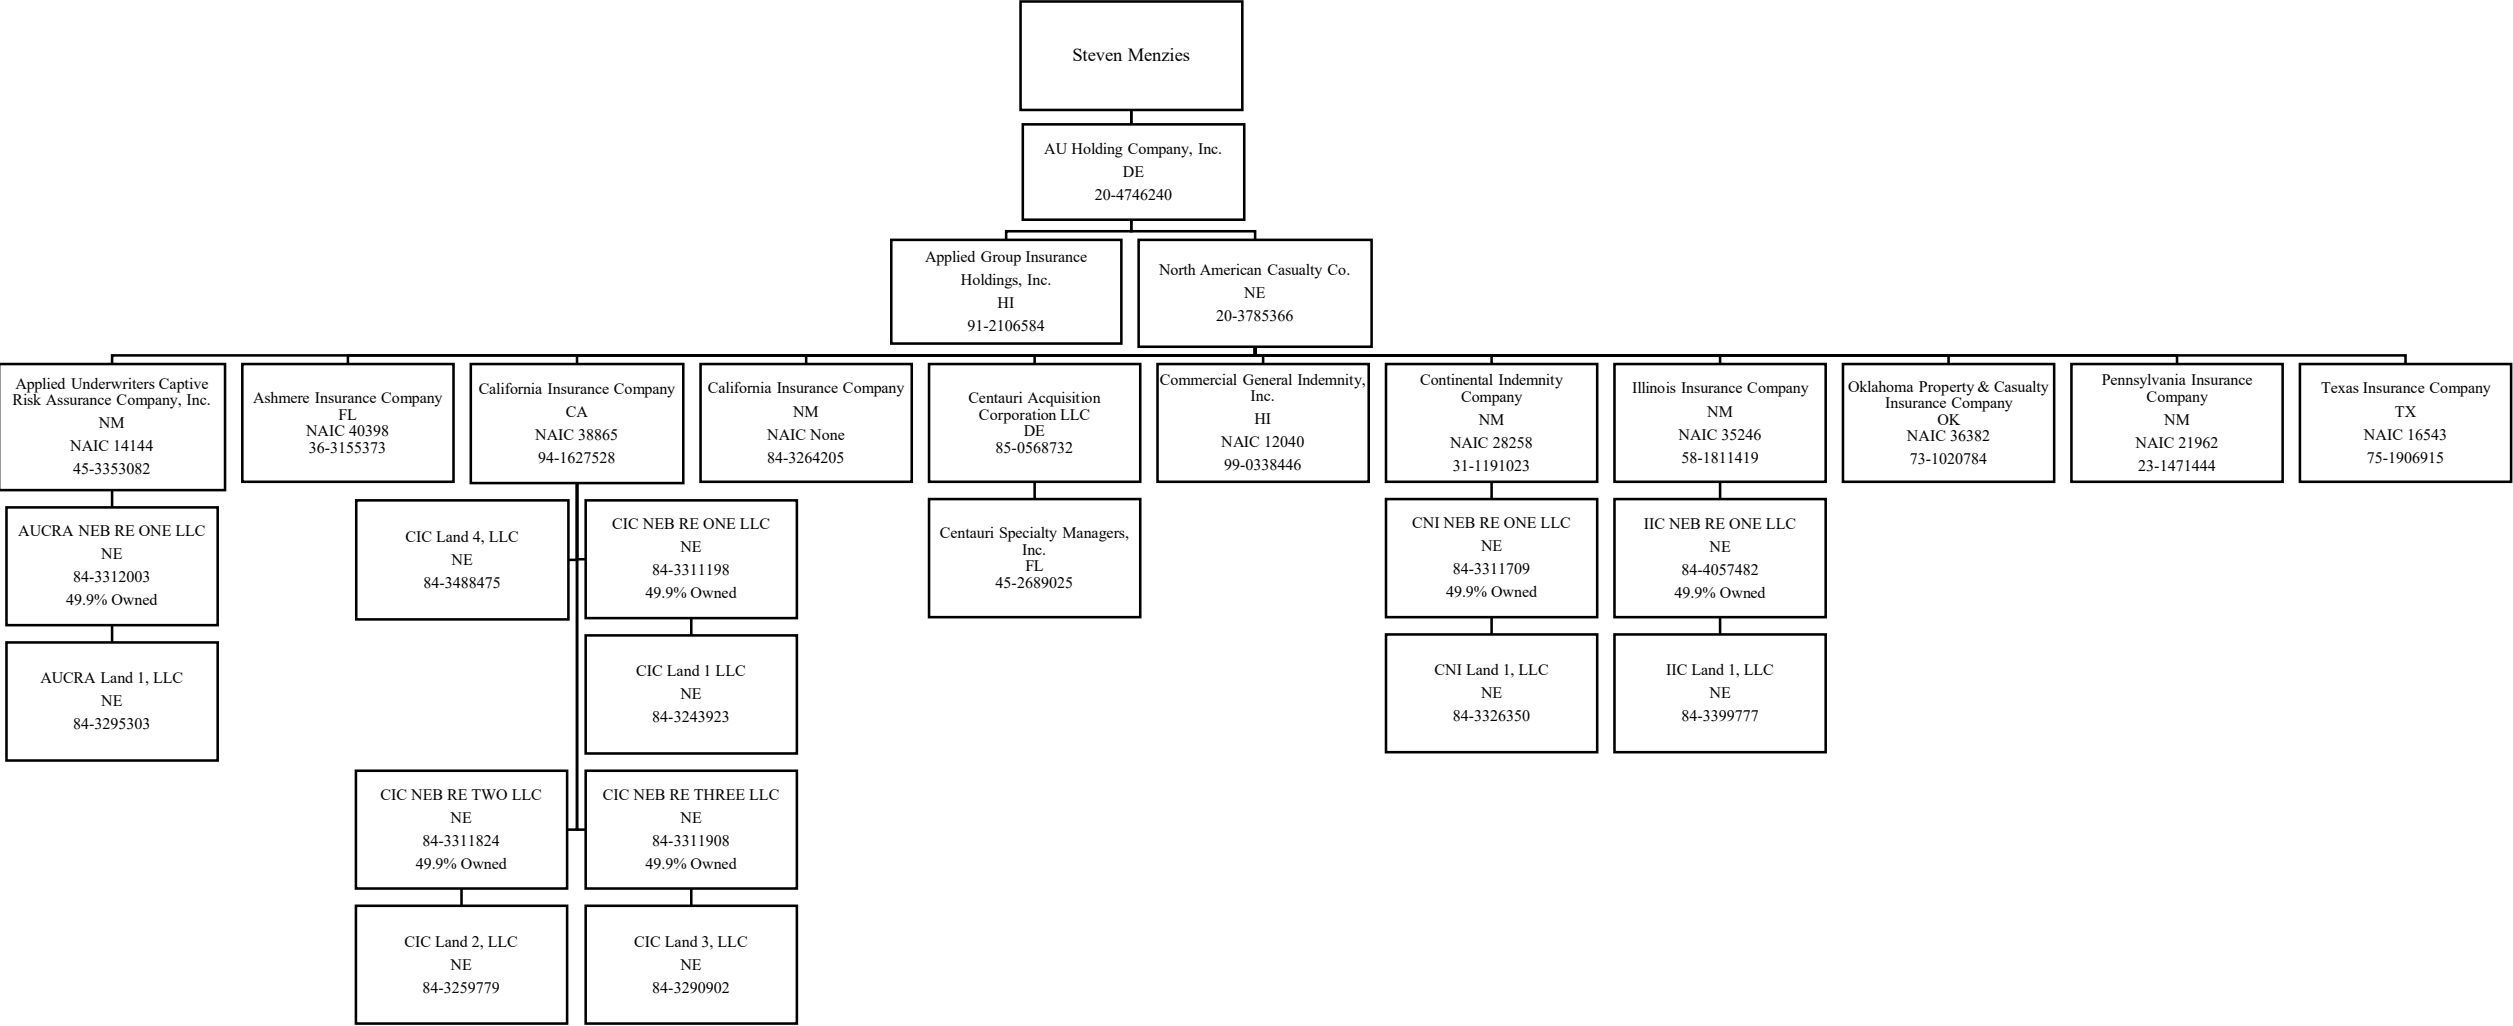 Steven Menzies
AU Holding Company, Inc.
DE
20-4746240
Applied Group Insurance
Holdings, Inc.
HI
91-2106584
North American Casualty Co.
NE
20-3785366
Applied Underwriters Captive
Risk Assurance Company, Inc.
NM
NAIC 14144
45-3353082
Ashmere Insurance Company
FL
NAIC 40398
36-3155373
California Insurance Company
CA
NAIC 38865
94-1627528
California Insurance Company
NM
NAIC None
84-3264205
Centauri Acquisition
Corporation LLC
DE
85-0568732
Commercial General Indemnity,
Inc.
HI
NAIC 12040
99-0338446
Continental Indemnity
Company
NM
NAIC 28258
31-1191023
Illinois Insurance Company
NM
NAIC 35246
58-1811419
Oklahoma Property & Casualty
Insurance Company
OK
NAIC 36382
73-1020784
Pennsylvania Insurance
Company
NM
NAIC 21962
23-1471444
Texas Insurance Company
TX
NAIC 16543
75-1906915
AUCRA NEB RE ONE LLC
NE
84-3312003
49.9% Owned
CIC Land 4, LLC
NE
84-3488475
CIC NEB RE ONE LLC
NE
84-3311198
49.9% Owned
Centauri Specialty Managers,
Inc.
FL
45-2689025
CNI NEB RE ONE LLC
NE
84-3311709
49.9% Owned
IIC NEB RE ONE LLC
NE
84-4057482
49.9% Owned
AUCRA Land 1, LLC
NE
84-3295303
CIC Land 1 LLC
NE
84-3243923
CNI Land 1, LLC
NE
84-3326350
IIC Land 1, LLC
NE
84-3399777
CIC NEB RE TWO LLC
NE
84-3311824
49.9% Owned
CIC NEB RE THREE LLC
NE
84-3311908
49.9% Owned
CIC Land 2, LLC
NE
84-3259779
CIC Land 3, LLC
NE
84-3290902